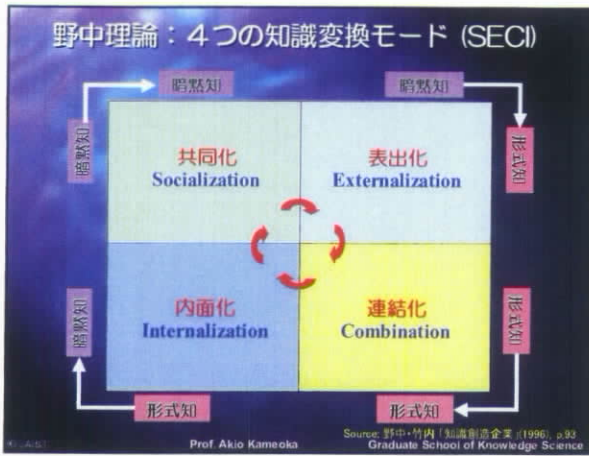 野中理論：４つの知識変換モード (SECI)
暗黙知
暗黙知
暗黙知
形式知
共同化
Socialization
表出化
Externalization
内面化
Internalization
連結化
Combination
暗黙知
形式知
形式知
形式知
Source: 野中・竹内「知識創造企業」(1996), p.93
Prof. Akio Kameoka
Graduate School of Knowledge Science